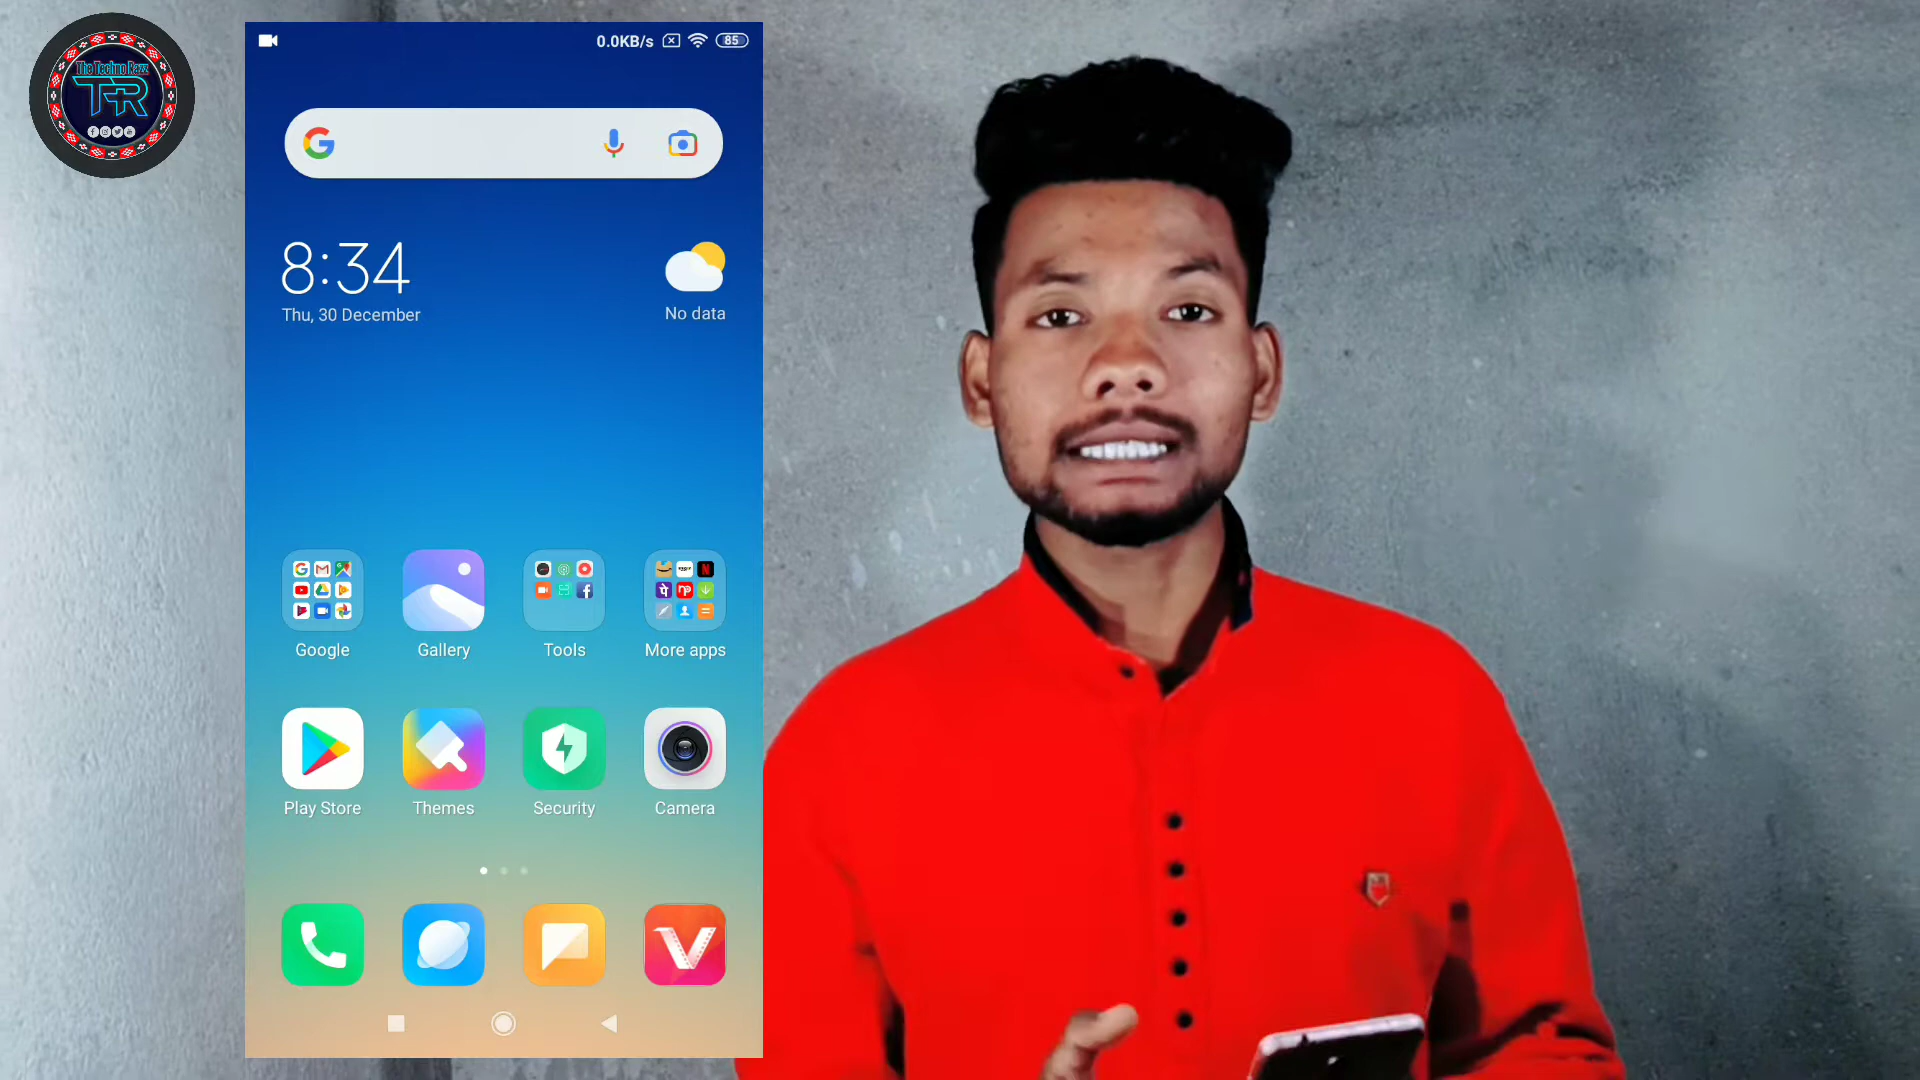 The Techno Razz
TR
0.0KB/s
85
8:34
Thu, 30 December
No data
Google
Gallery
Tools
More apps
Play Store
Themes
Security
Camera